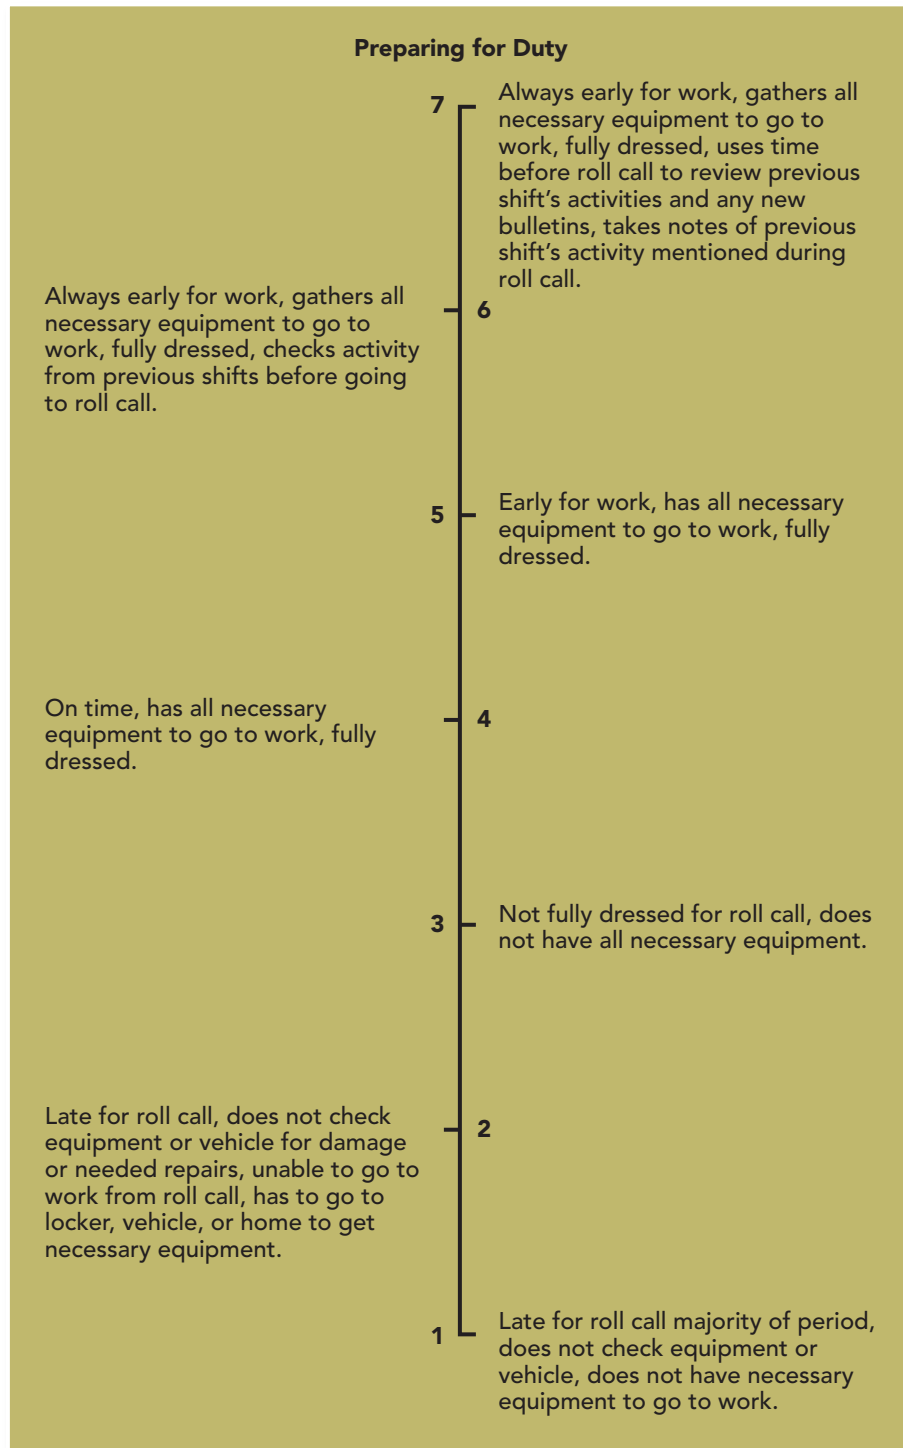 Preparing for Duty
7
Always early for work, gathers all
necessary equipment to go to
work, fully dressed, uses time
before roll call to review previous
shift’s activities and any new
bulletins, takes notes of previous
shift’s activity mentioned during
roll call.
Always early for work, gathers all
necessary equipment to go to
work, fully dressed, checks activity
from previous shifts before going
to roll call.
6
5
Early for work, has all necessary
equipment to go to work, fully
dressed.
On time, has all necessary
equipment to go to work, fully
dressed.
4
3
Not fully dressed for roll call, does
not have all necessary equipment.
Late for roll call, does not check
equipment or vehicle for damage
or needed repairs, unable to go to
work from roll call, has to go to
locker, vehicle, or home to get
necessary equipment.
2
1
Late for roll call majority of period,
does not check equipment or
vehicle, does not have necessary
equipment to go to work.